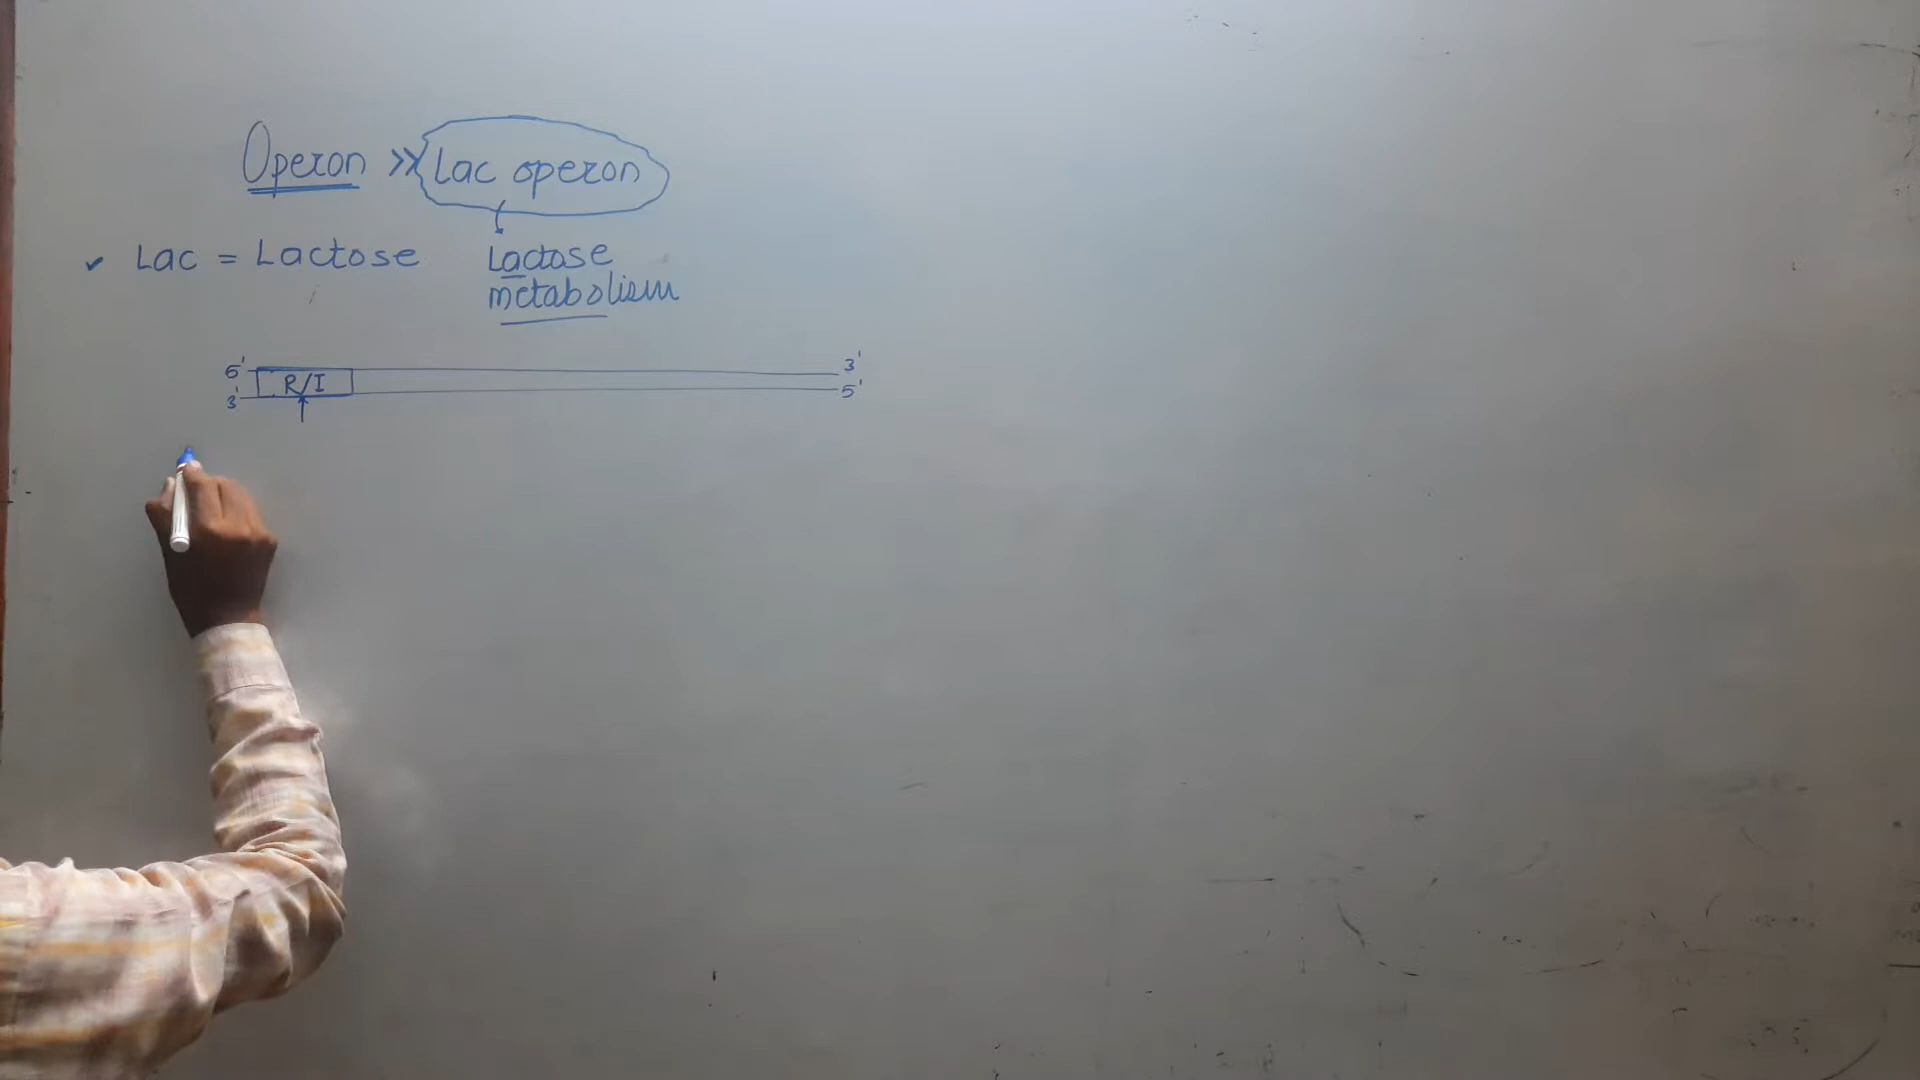 Operon >> Lac operon
✓ Lac = Lactose
Lactose
metabolism
5' R/I 3'
3' 5'